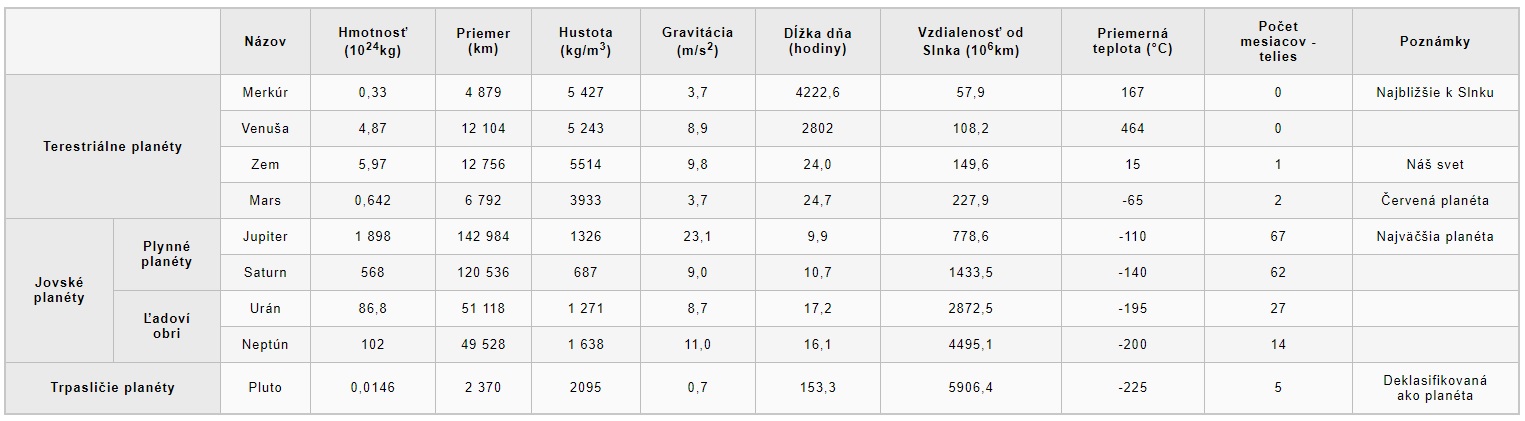 Názov Hmotnosť (10²⁴kg) Priemer (km) Hustota (kg/m³) Gravitácia (m/s²) Dĺžka dňa (hodiny) Vzdialenosť od Slnka (10⁶km) Priemerná teplota (°C) Počet mesiacov - telies Poznámky
Terestriálne planéty
Merkúr 0,33 4 879 5 427 3,7 4222,6 57,9 167 0 Najbližšie k Slnku
Venuša 4,87 12 104 5 243 8,9 2802 108,2 464 0
Zem 5,97 12 756 5514 9,8 24,0 149,6 15 1 Náš svet
Mars 0,642 6 792 3933 3,7 24,7 227,9 -65 2 Červená planéta
Jovské planéty
Plynné planéty
Jupiter 1 898 142 984 1326 23,1 9,9 778,6 -110 67 Najväčšia planéta
Saturn 568 120 536 687 9,0 10,7 1433,5 -140 62
Ľadoví obri
Urán 86,8 51 118 1 271 8,7 17,2 2872,5 -195 27
Neptún 102 49 528 1 638 11,0 16,1 4495,1 -200 14
Trpasličie planéty
Pluto 0,0146 2 370 2095 0,7 153,3 5906,4 -225 5 Deklasifikovaná ako planéta